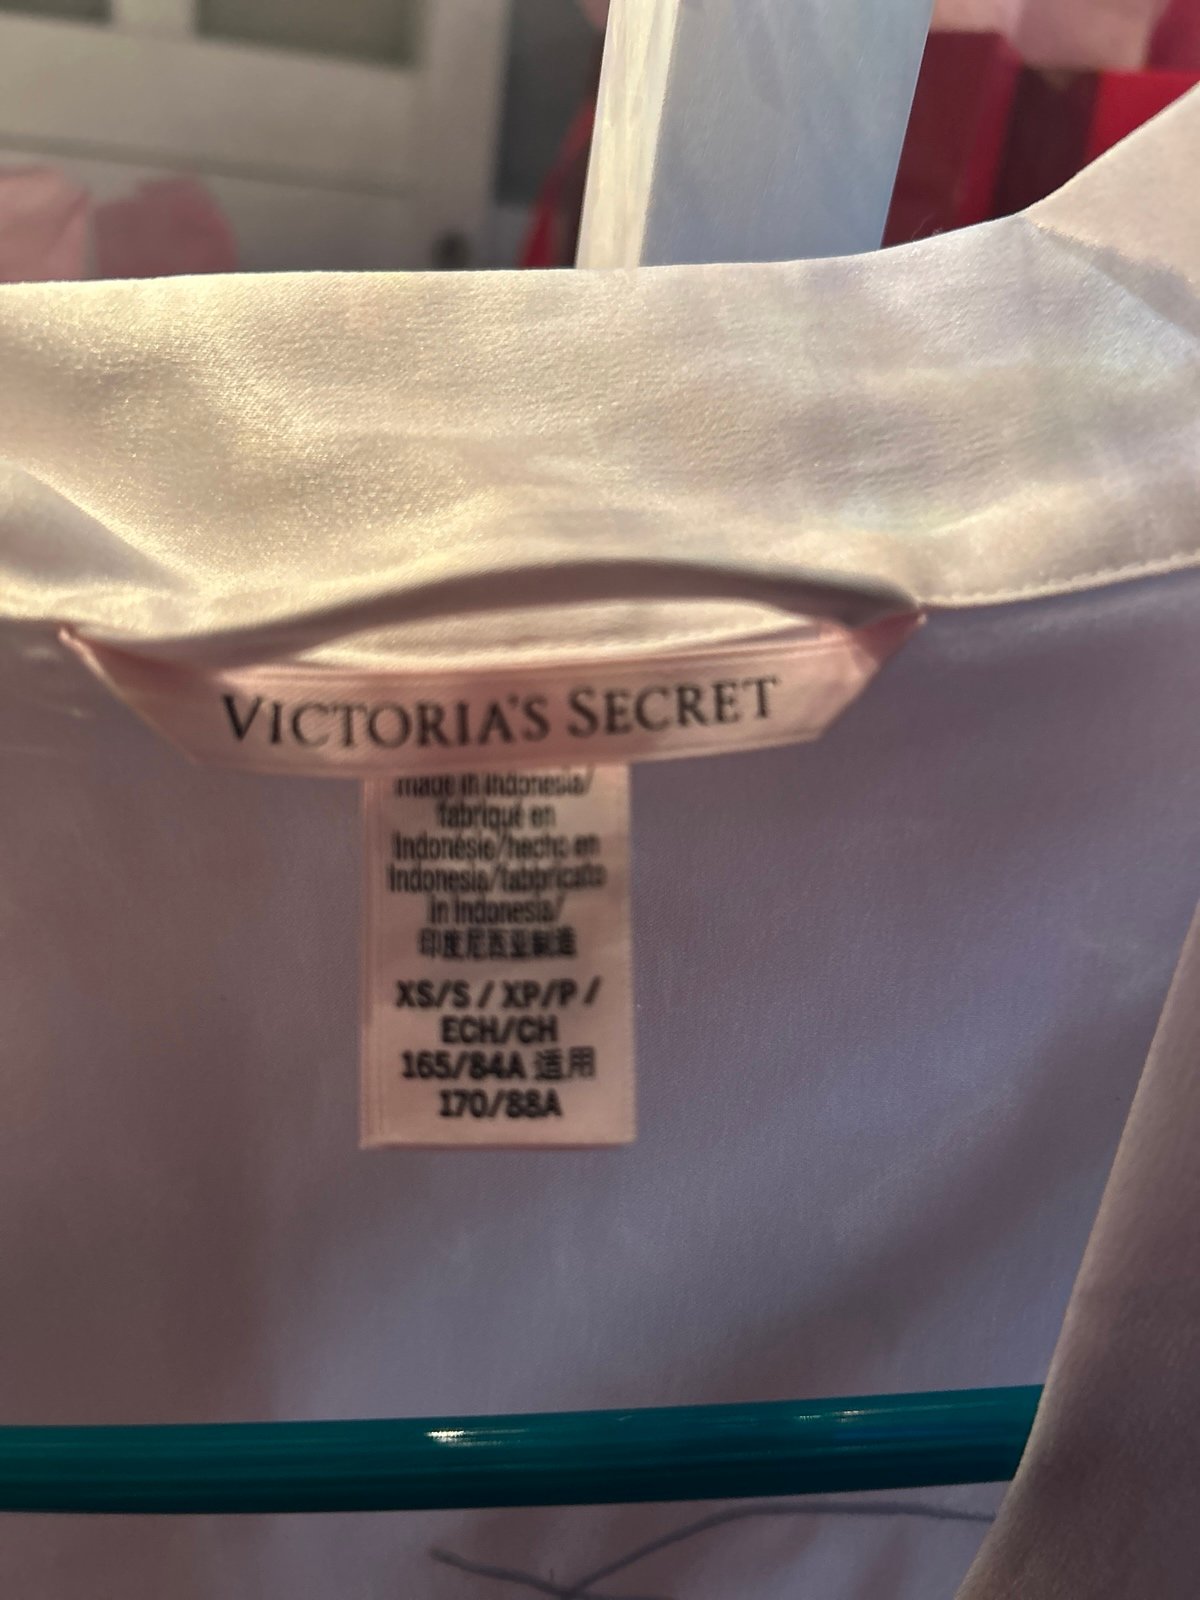 VICTORIA'S SECRET
made in Indonesia/
fabriqué en
Indonésie/hecho en
Indonesia/fabbricato
in Indonesia/
印度尼西亚制造
XS/S / XP/P /
ECH/CH
165/84A 适用
170/88A